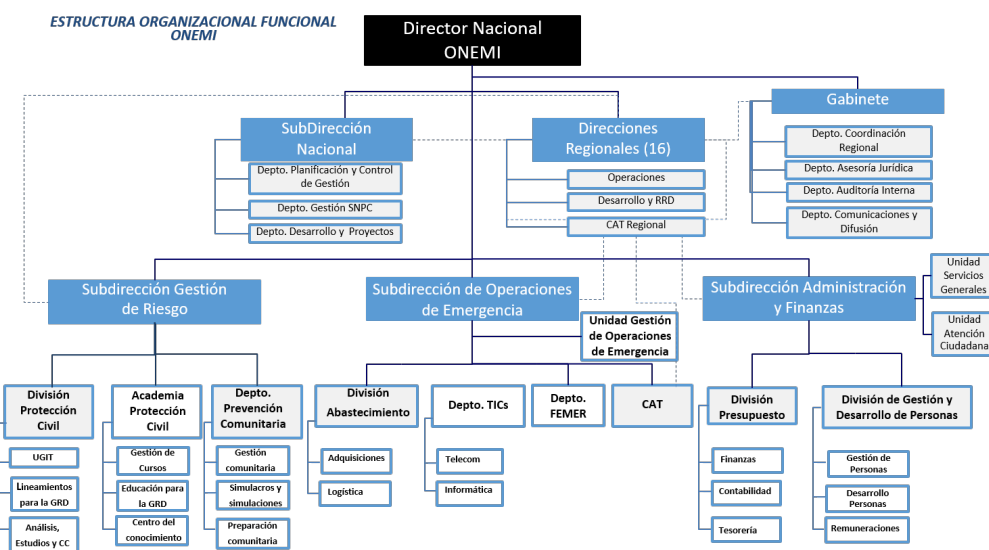 ESTRUCTURA ORGANIZACIONAL FUNCIONAL
ONEMI
Director Nacional
ONEMI
Gabinete
SubDirección
Nacional
Direcciones
Regionales (16)
Depto. Coordinación
Regional
Depto. Asesoría Jurídica
Depto. Auditoría Interna
Depto. Comunicaciones y
Difusión
Depto. Planificación y Control
de Gestión
Depto. Gestión SNPC
Depto. Desarrollo y Proyectos
Operaciones
Desarrollo y RRD
CAT Regional
Subdirección Gestión
de Riesgo
Subdirección de Operaciones
de Emergencia
Subdirección Administración
y Finanzas
Unidad
Servicios
Generales
Unidad
Atención
Ciudadana
Unidad Gestión
de Operaciones
de Emergencia
División
Protección
Civil
Academia
Protección
Civil
Depto.
Prevención
Comunitaria
División
Abastecimiento
Depto. TICs
Depto.
FEMER
CAT
División
Presupuesto
División de Gestión y
Desarrollo de Personas
UGIT
Lineamientos
para la GRD
Análisis,
Estudios y CC
Gestión de
Cursos
Educación para
la GRD
Centro del
conocimiento
Gestión
comunitaria
Simulacros y
simulaciones
Preparación
comunitaria
Adquisiciones
Logística
Telecom
Informática
Finanzas
Contabilidad
Tesorería
Gestión de
Personas
Desarrollo
Personas
Remuneraciones